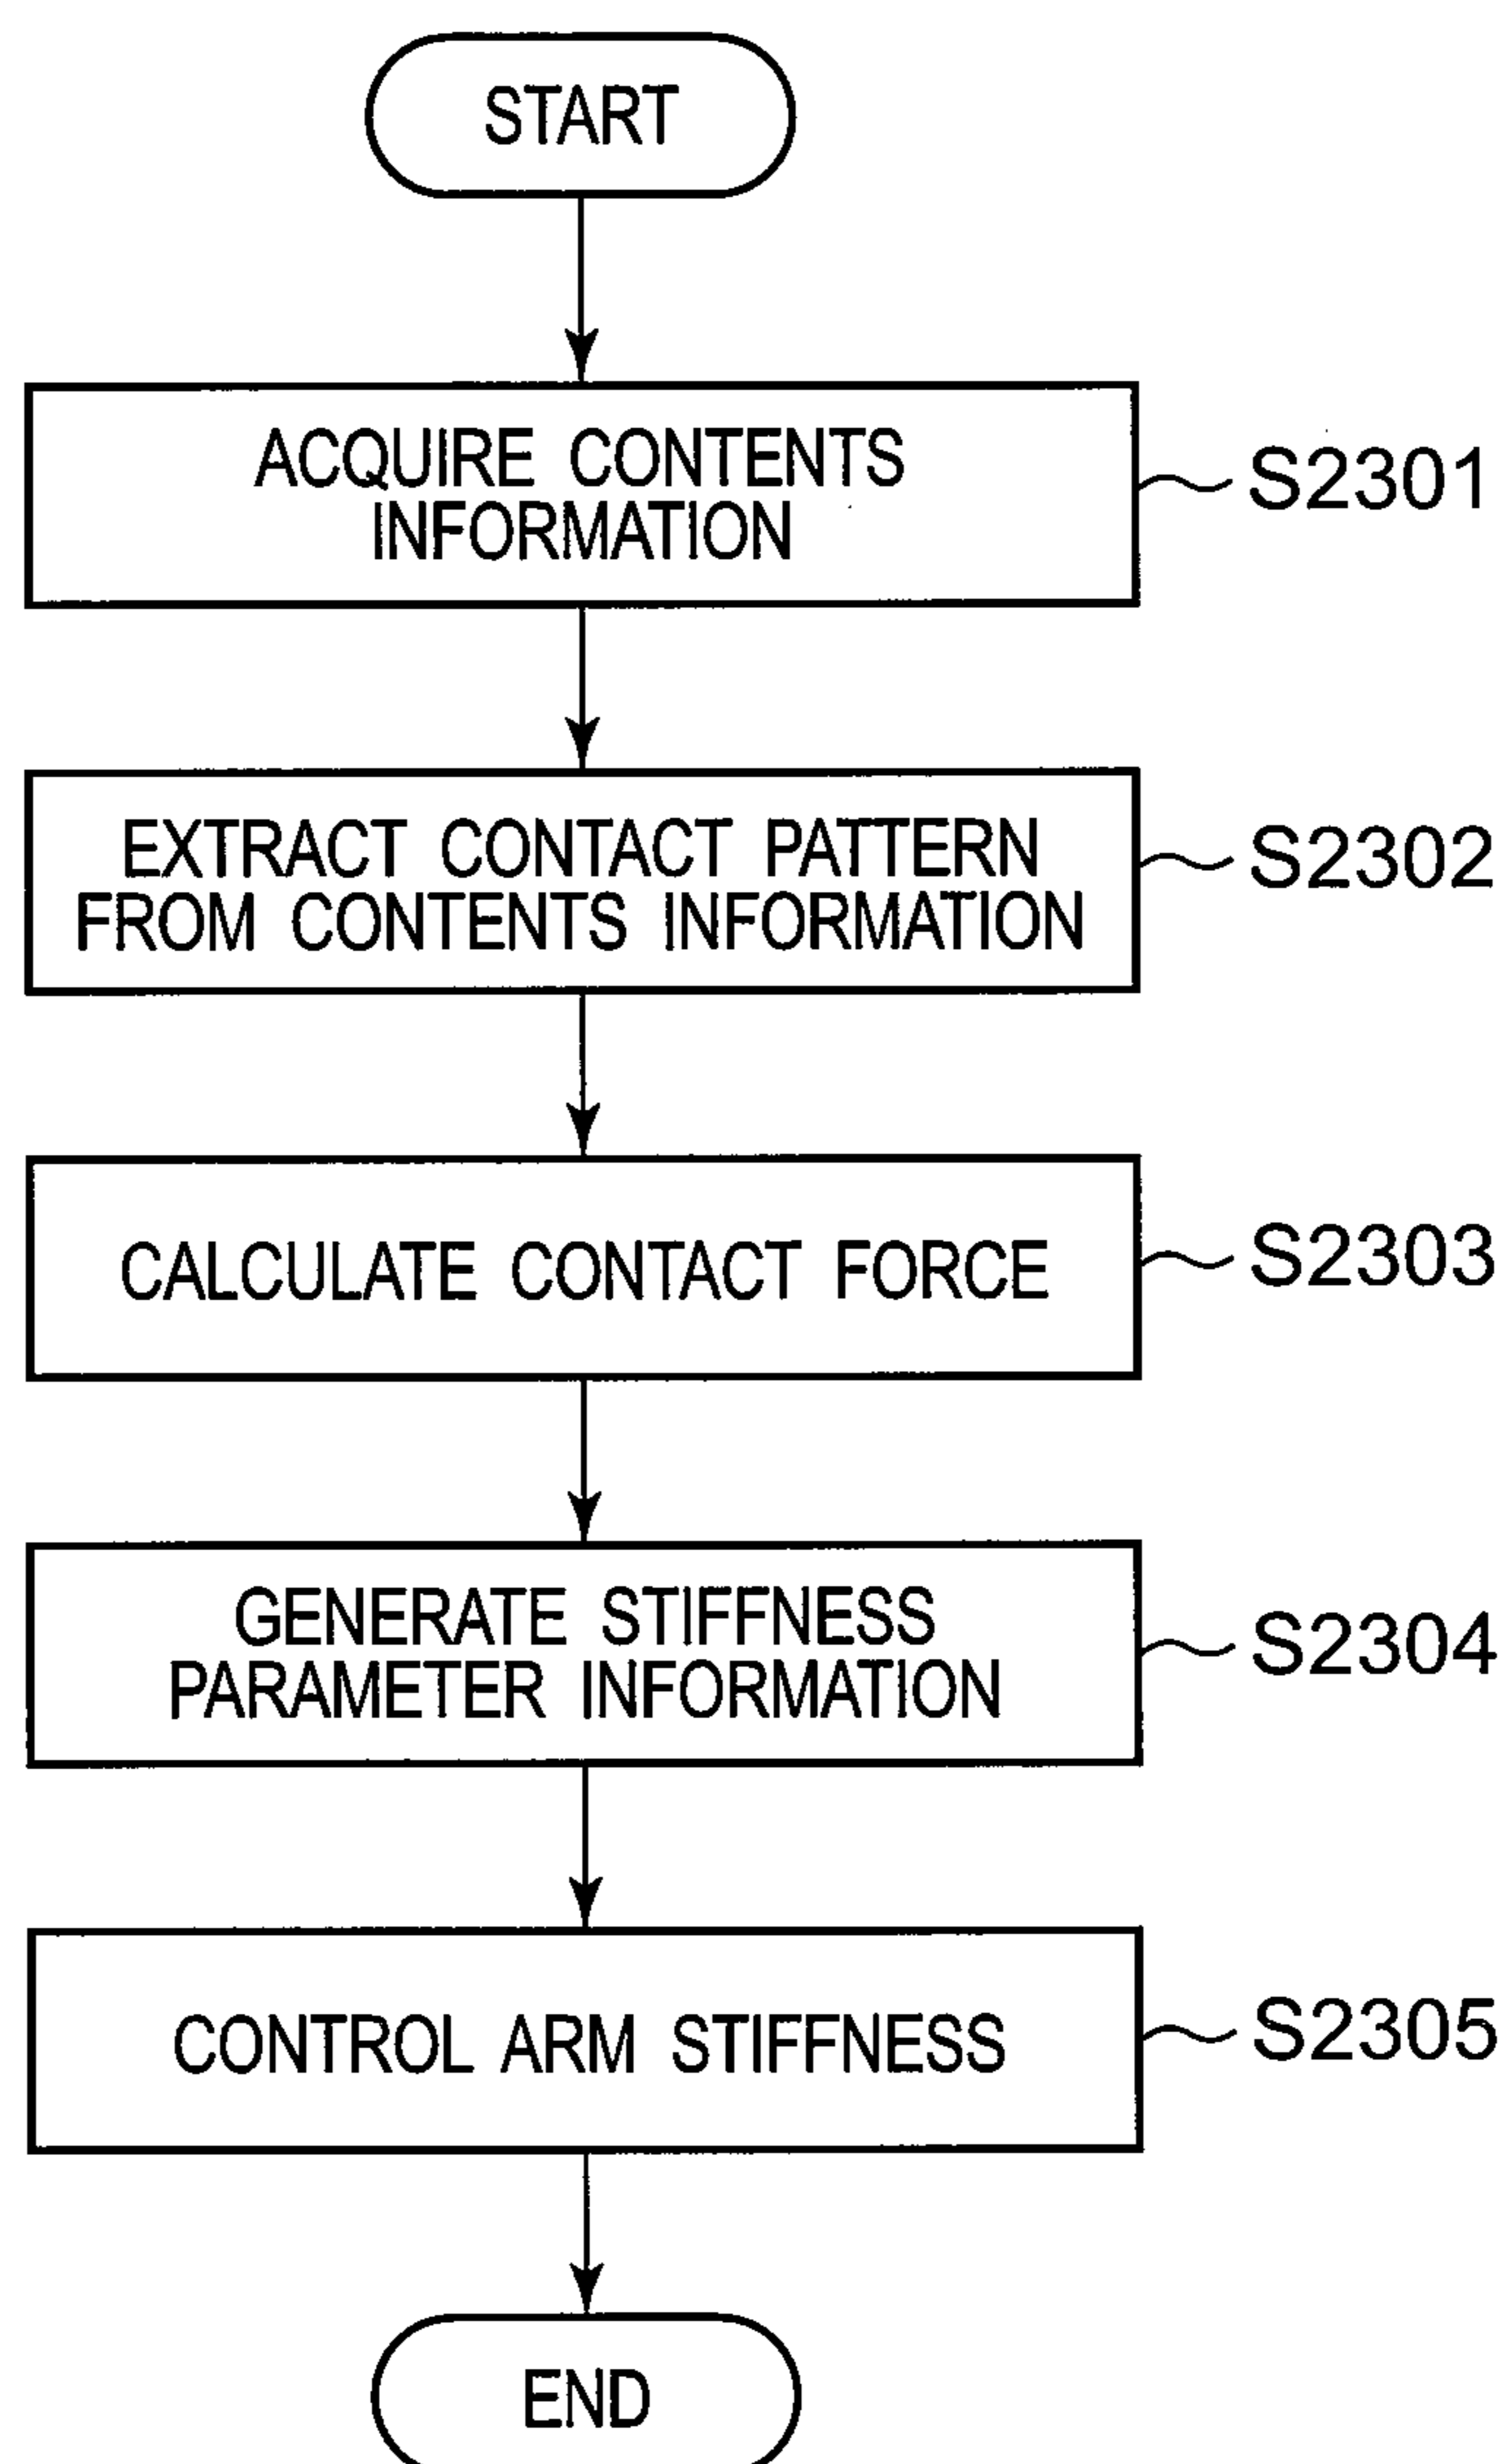 START
ACQUIRE CONTENTS
INFORMATION
S2301
EXTRACT CONTACT PATTERN
FROM CONTENTS INFORMATION
S2302
CALCULATE CONTACT FORCE
S2303
GENERATE STIFFNESS
PARAMETER INFORMATION
S2304
CONTROL ARM STIFFNESS
S2305
END